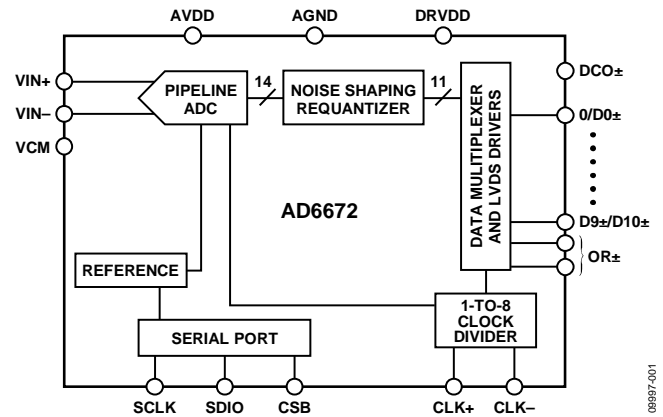 AVDD AGND DRVDD
VIN+
VIN–
VCM
PIPELINE
ADC
14
NOISE SHAPING
REQUANTIZER
11
DATA MULITIPLEXER
AND LVDS DRIVERS
DCO±
0/D0±
D9±/D10±
OR±
AD6672
REFERENCE
SERIAL PORT
1-TO-8
CLOCK
DIVIDER
SCLK SDIO CSB CLK+ CLK–
09997-001